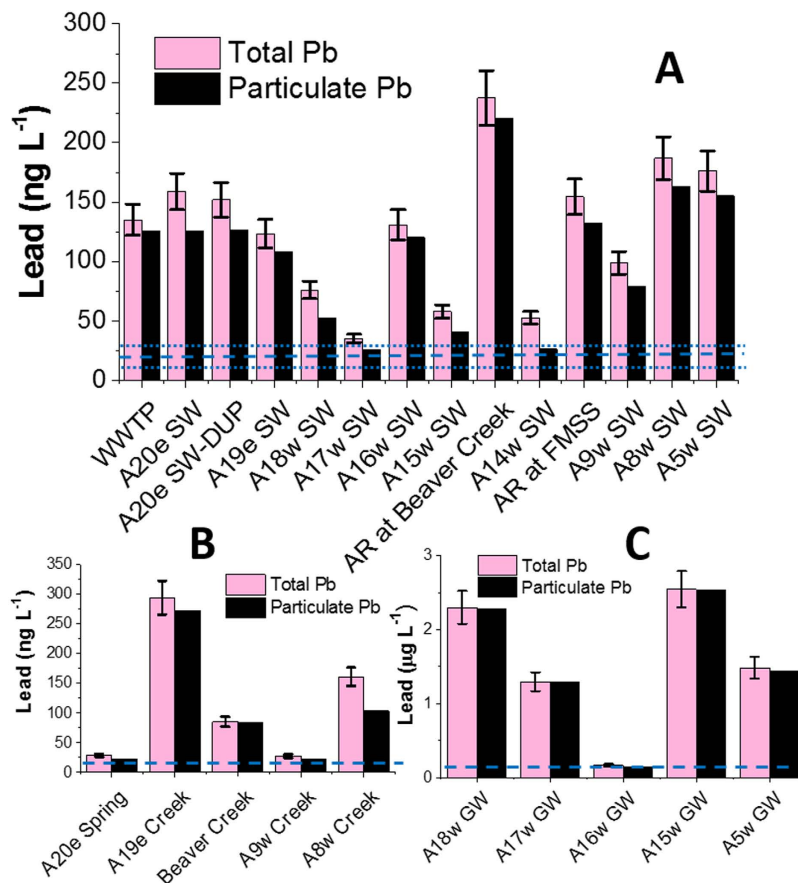 300
250
200
150
100
50
0
Lead (ng L⁻¹)
Total Pb
Particulate Pb
A
WWTP
A20e SW
A20e SW-DUP
A19e SW
A18w SW
A17w SW
A16w SW
A15w SW
AR at Beaver Creek
A14w SW
AR at FMSS
A9w SW
A8w SW
A5w SW
B
350
300
250
200
150
100
50
0
Lead (ng L⁻¹)
Total Pb
Particulate Pb
A20e Spring
A19e Creek
Beaver Creek
A9w Creek
A8w Creek
C
3
2
1
0
Lead (µg L⁻¹)
Total Pb
Particulate Pb
A18w GW
A17w GW
A16w GW
A15w GW
A5w GW